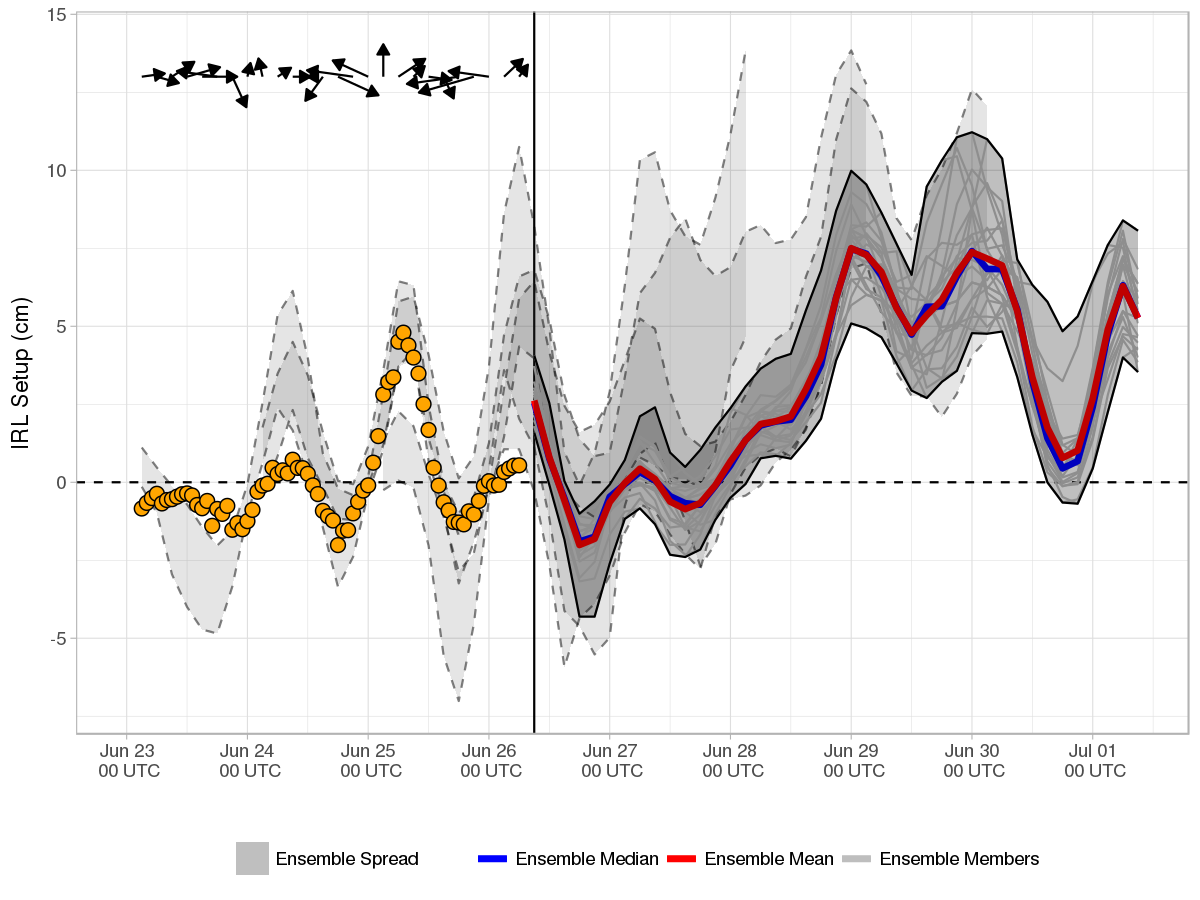 IRL Setup (cm)
15
10
5
0
-5
Jun 23 Jun 24 Jun 25 Jun 26 Jun 27 Jun 28 Jun 29 Jun 30 Jul 01
00 UTC 00 UTC 00 UTC 00 UTC 00 UTC 00 UTC 00 UTC 00 UTC 00 UTC
Ensemble Spread Ensemble Median Ensemble Mean Ensemble Members